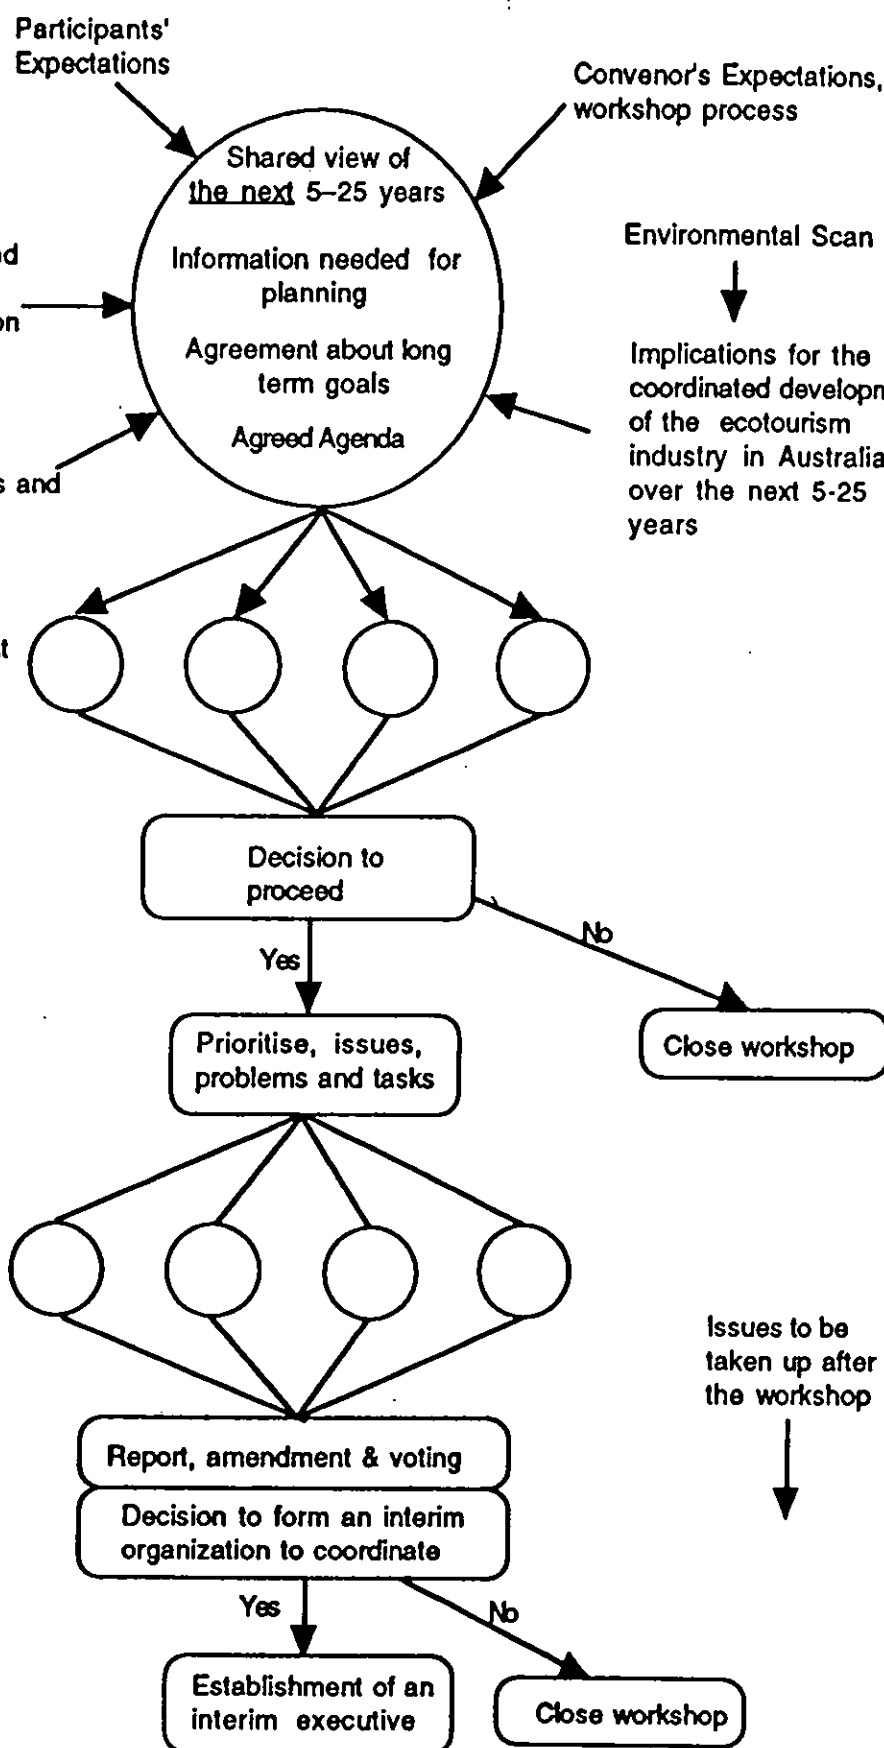 Participants'
Expectations
Convenor's Expectations,
workshop process
Shared view of
the next 5–25 years
Information needed for
planning
Agreement about long
term goals
Agreed Agenda
Environmental Scan
Implications for the
coordinated
of the ecotourism
industry in Australia
over the next 5-25
years
on
s and
Decision to
proceed
Yes
No
Prioritise, issues,
problems and tasks
Close workshop
Issues to be
taken up after
the workshop
Report, amendment & voting
Decision to form an interim
organization to coordinate
Yes
No
Establishment of an
interim executive
Close workshop